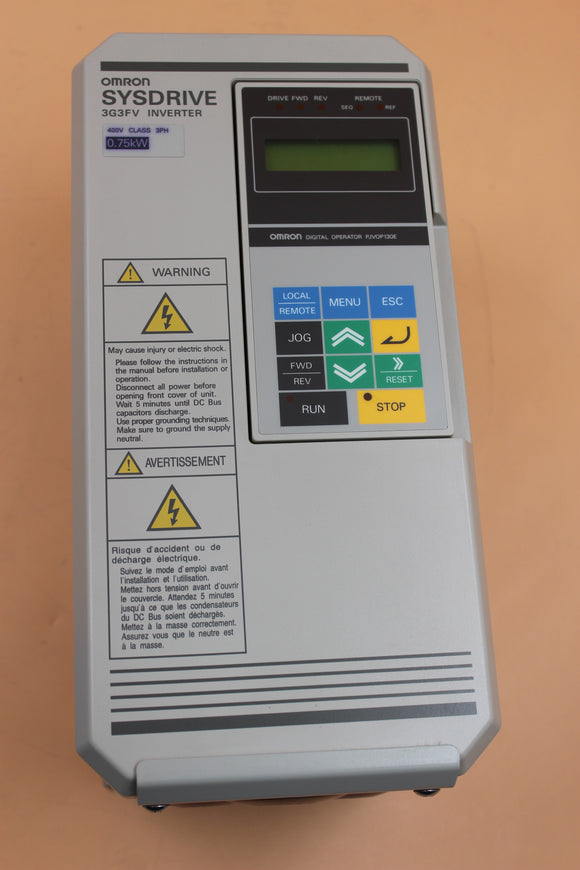 OMRON
SYSDRIVE
3G3FV INVERTER
400V CLASS 3PH
0.75kW
DRIVE FWD REV REMOTE
SEQ REF
OMRON DIGITAL OPERATOR PJVOP130E
LOCAL
REMOTE
MENU
ESC
JOG
FWD
REV
RESET
RUN
STOP
WARNING
May cause injury or electric shock.
Please follow the instructions in
the manual before installation or
operation.
Disconnect all power before
opening front cover of unit.
Wait 5 minutes until DC Bus
capacitors discharge.
Use proper grounding techniques.
Make sure to ground the supply
neutral.
AVERTISSEMENT
Risque d'accident ou de
décharge électrique.
Suivez le mode d'emploi avant
l'installation et l'utilisation.
Mettez hors tension avant d'ouvrir
le couvercle. Attendez 5 minutes
jusqu'à ce que les condensateurs
du DC Bus soient déchargés.
Mettez à la masse correctement.
Assurez vous que le neutre est
à la masse.